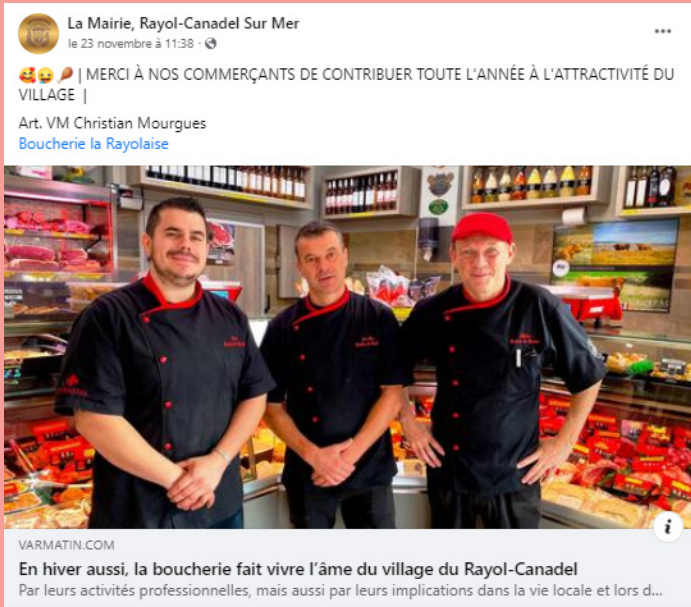 La Mairie, Rayol-Canadel Sur Mer
le 23 novembre à 11:38 ·
🥰😄🪘 | MERCI À NOS COMMERÇANTS DE CONTRIBUER TOUTE L'ANNÉE À L'ATTRACTIVITÉ DU
VILLAGE |
Art. VM Christian Mourgues
Boucherie la Rayolaise
VARMATIN.COM
En hiver aussi, la boucherie fait vivre l'âme du village du Rayol-Canadel
Par leurs activités professionnelles, mais aussi par leurs implications dans la vie locale et lors d...